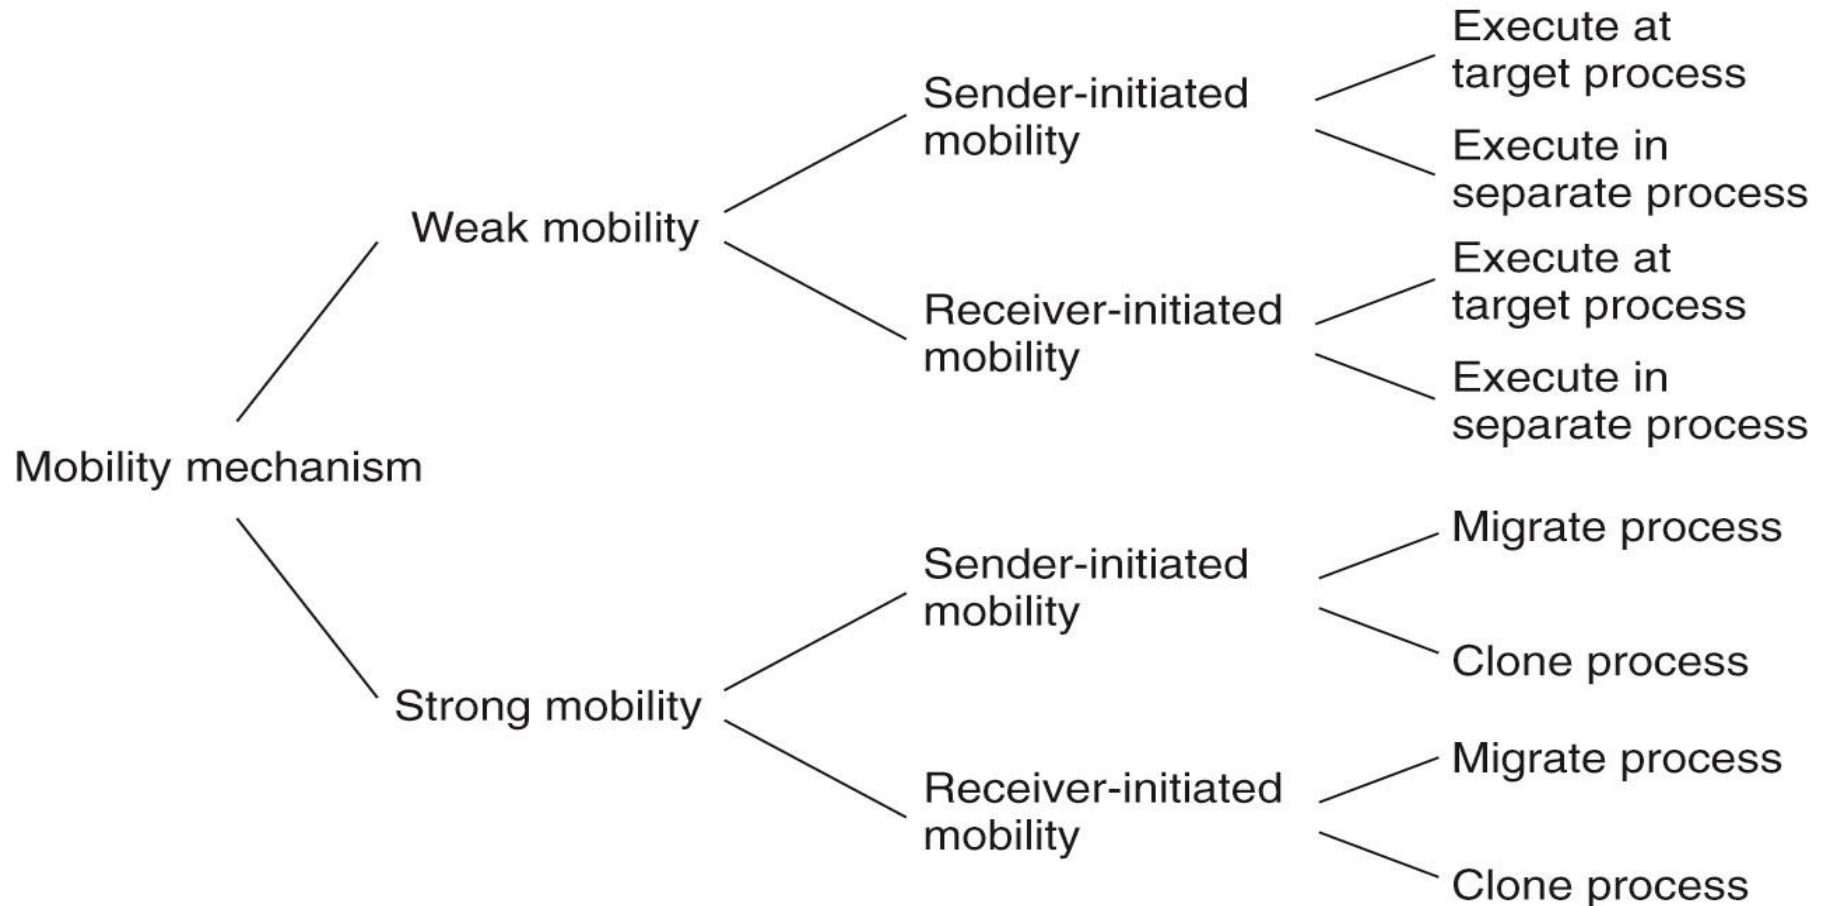 Execute at
target process
Sender-initiated
mobility
Execute in
separate process
Weak mobility
Execute at
target process
Receiver-initiated
mobility
Execute in
separate process
Mobility mechanism
Migrate process
Sender-initiated
mobility
Clone process
Strong mobility
Migrate process
Receiver-initiated
mobility
Clone process